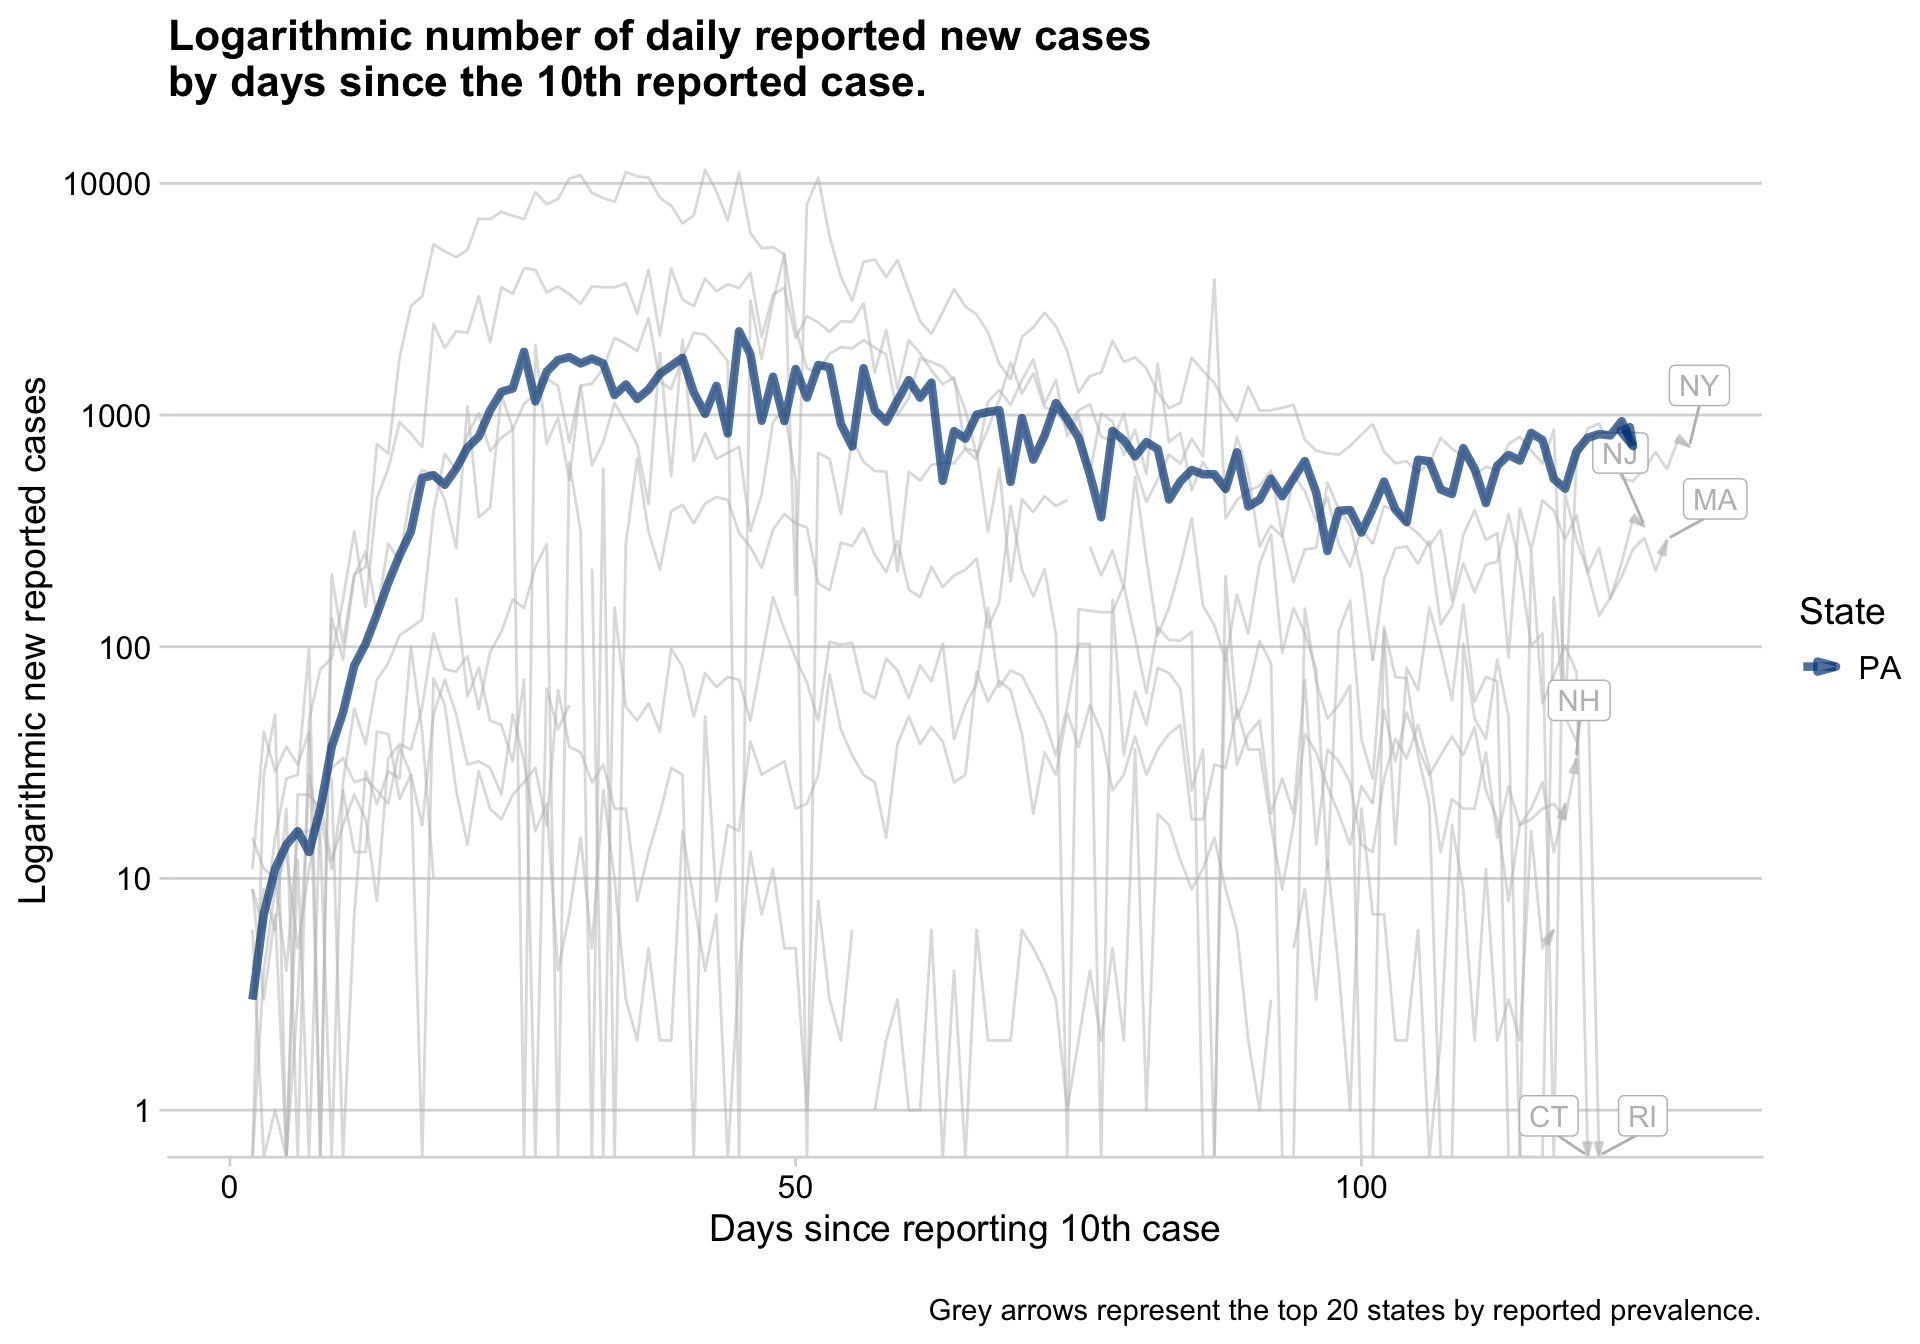 Logarithmic number of daily reported new cases
by days since the 10th reported case.
Logarithmic new reported cases
10000
1000
100
10
1
NY
NJ
MA
NH
CT
RI
State
PA
0
50
100
Days since reporting 10th case
Grey arrows represent the top 20 states by reported prevalence.